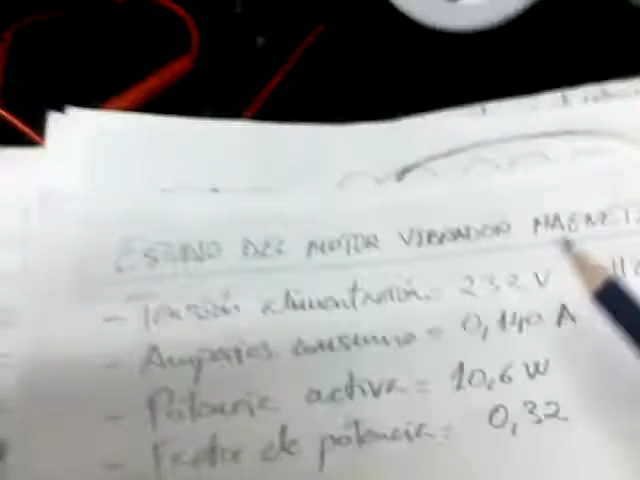 ESTUDIO DEL MOTOR VIBRADOR MAGNETI
- Tensión alimentación = 232 V
- Amperios consumo = 0,140 A
- Potencia activa = 10,6 W
- Factor de potencia = 0,32